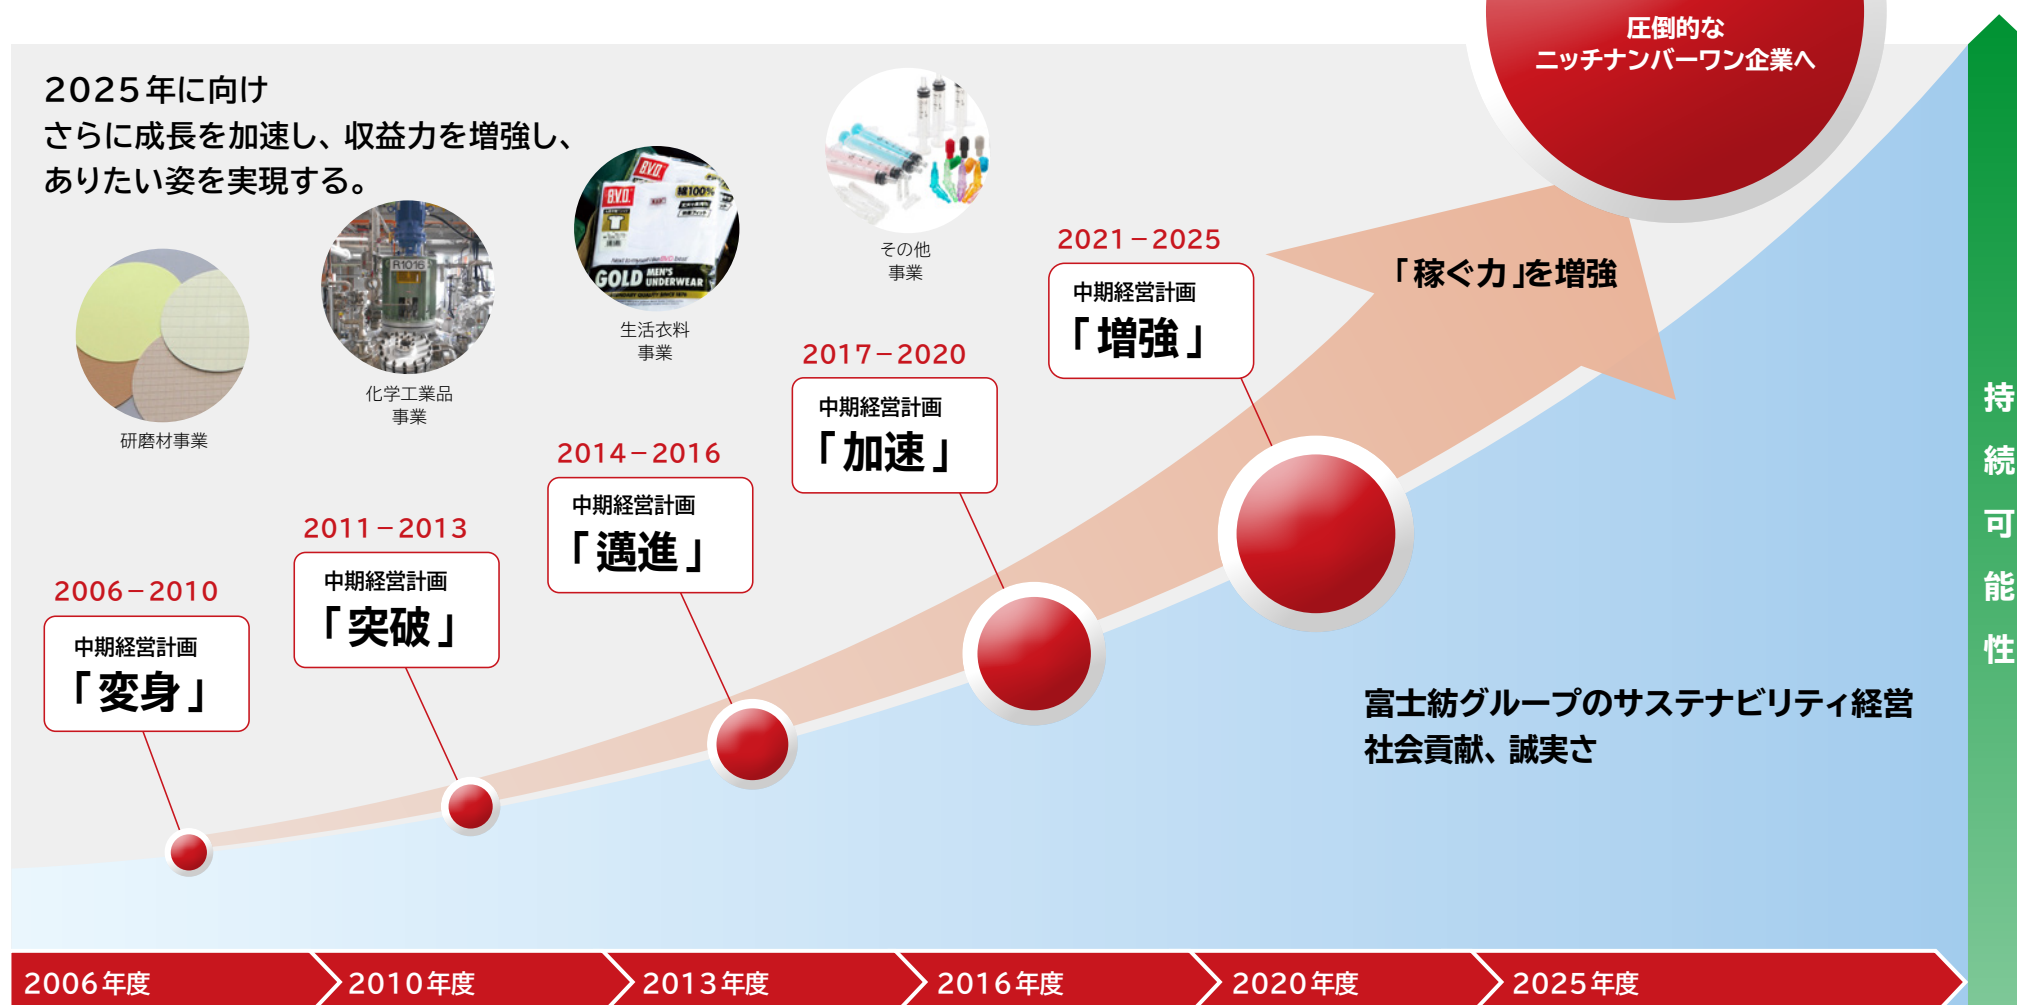 圧倒的な
ニッチナンバーワン企業へ
2025年に向け
さらに成長を加速し、収益力を増強し、
ありたい姿を実現する。
研磨材事業
R1016
化学工業品
事業
B.V.D.
B.V.D.
綿100%
GOLD MEN'S UNDERWEAR
生活衣料
事業
その他
事業
2006−2010
中期経営計画
「変身」
2011−2013
中期経営計画
「突破」
2014−2016
中期経営計画
「邁進」
2017−2020
中期経営計画
「加速」
2021−2025
中期経営計画
「増強」
「稼ぐ力」を増強
富士紡グループのサステナビリティ経営
社会貢献、誠実さ
持続可能性
2006年度
2010年度
2013年度
2016年度
2020年度
2025年度